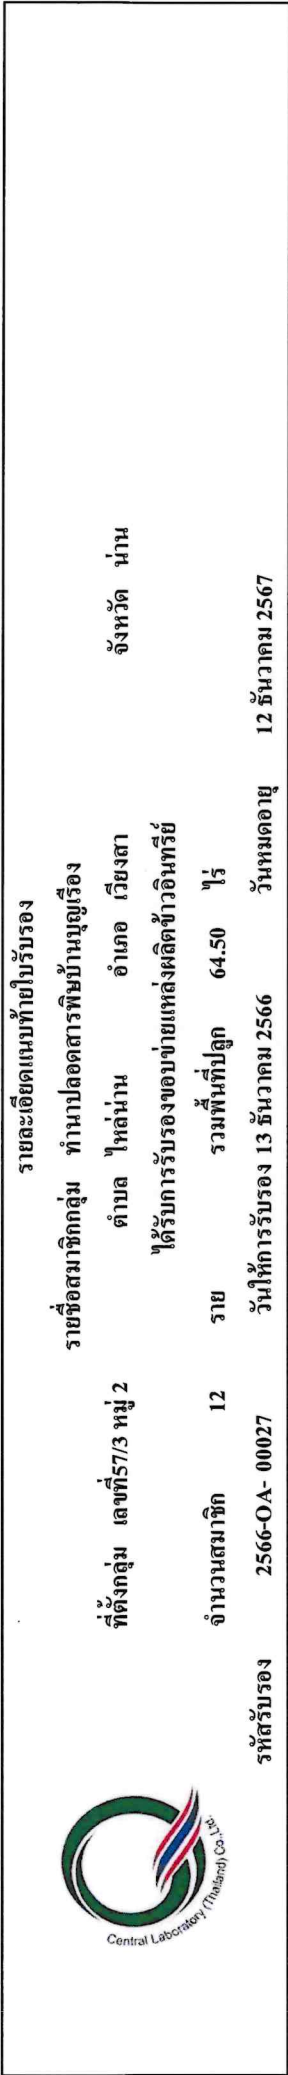 รายละเอียดแนบท้ายใบรับรอง
รายชื่อสมาชิกกลุ่ม ทำนาปลอดสารพิษบ้านบุญเรือง
ที่ตั้งกลุ่ม เลขที่57/3 หมู่ 2 ตำบล ไหล่น่าน อำเภอ เวียงสา จังหวัด น่าน
ได้รับการรับรองขอบข่ายแหล่งผลิตข้าวอินทรีย์
จำนวนสมาชิก 12 ราย รวมพื้นที่ปลูก 64.50 ไร่
รหัสรับรอง 2566-OA- 00027 วันให้การรับรอง 13 ธันวาคม 2566 วันหมดอายุ 12 ธันวาคม 2567
Central Laboratory (Thailand) Co.,Ltd.